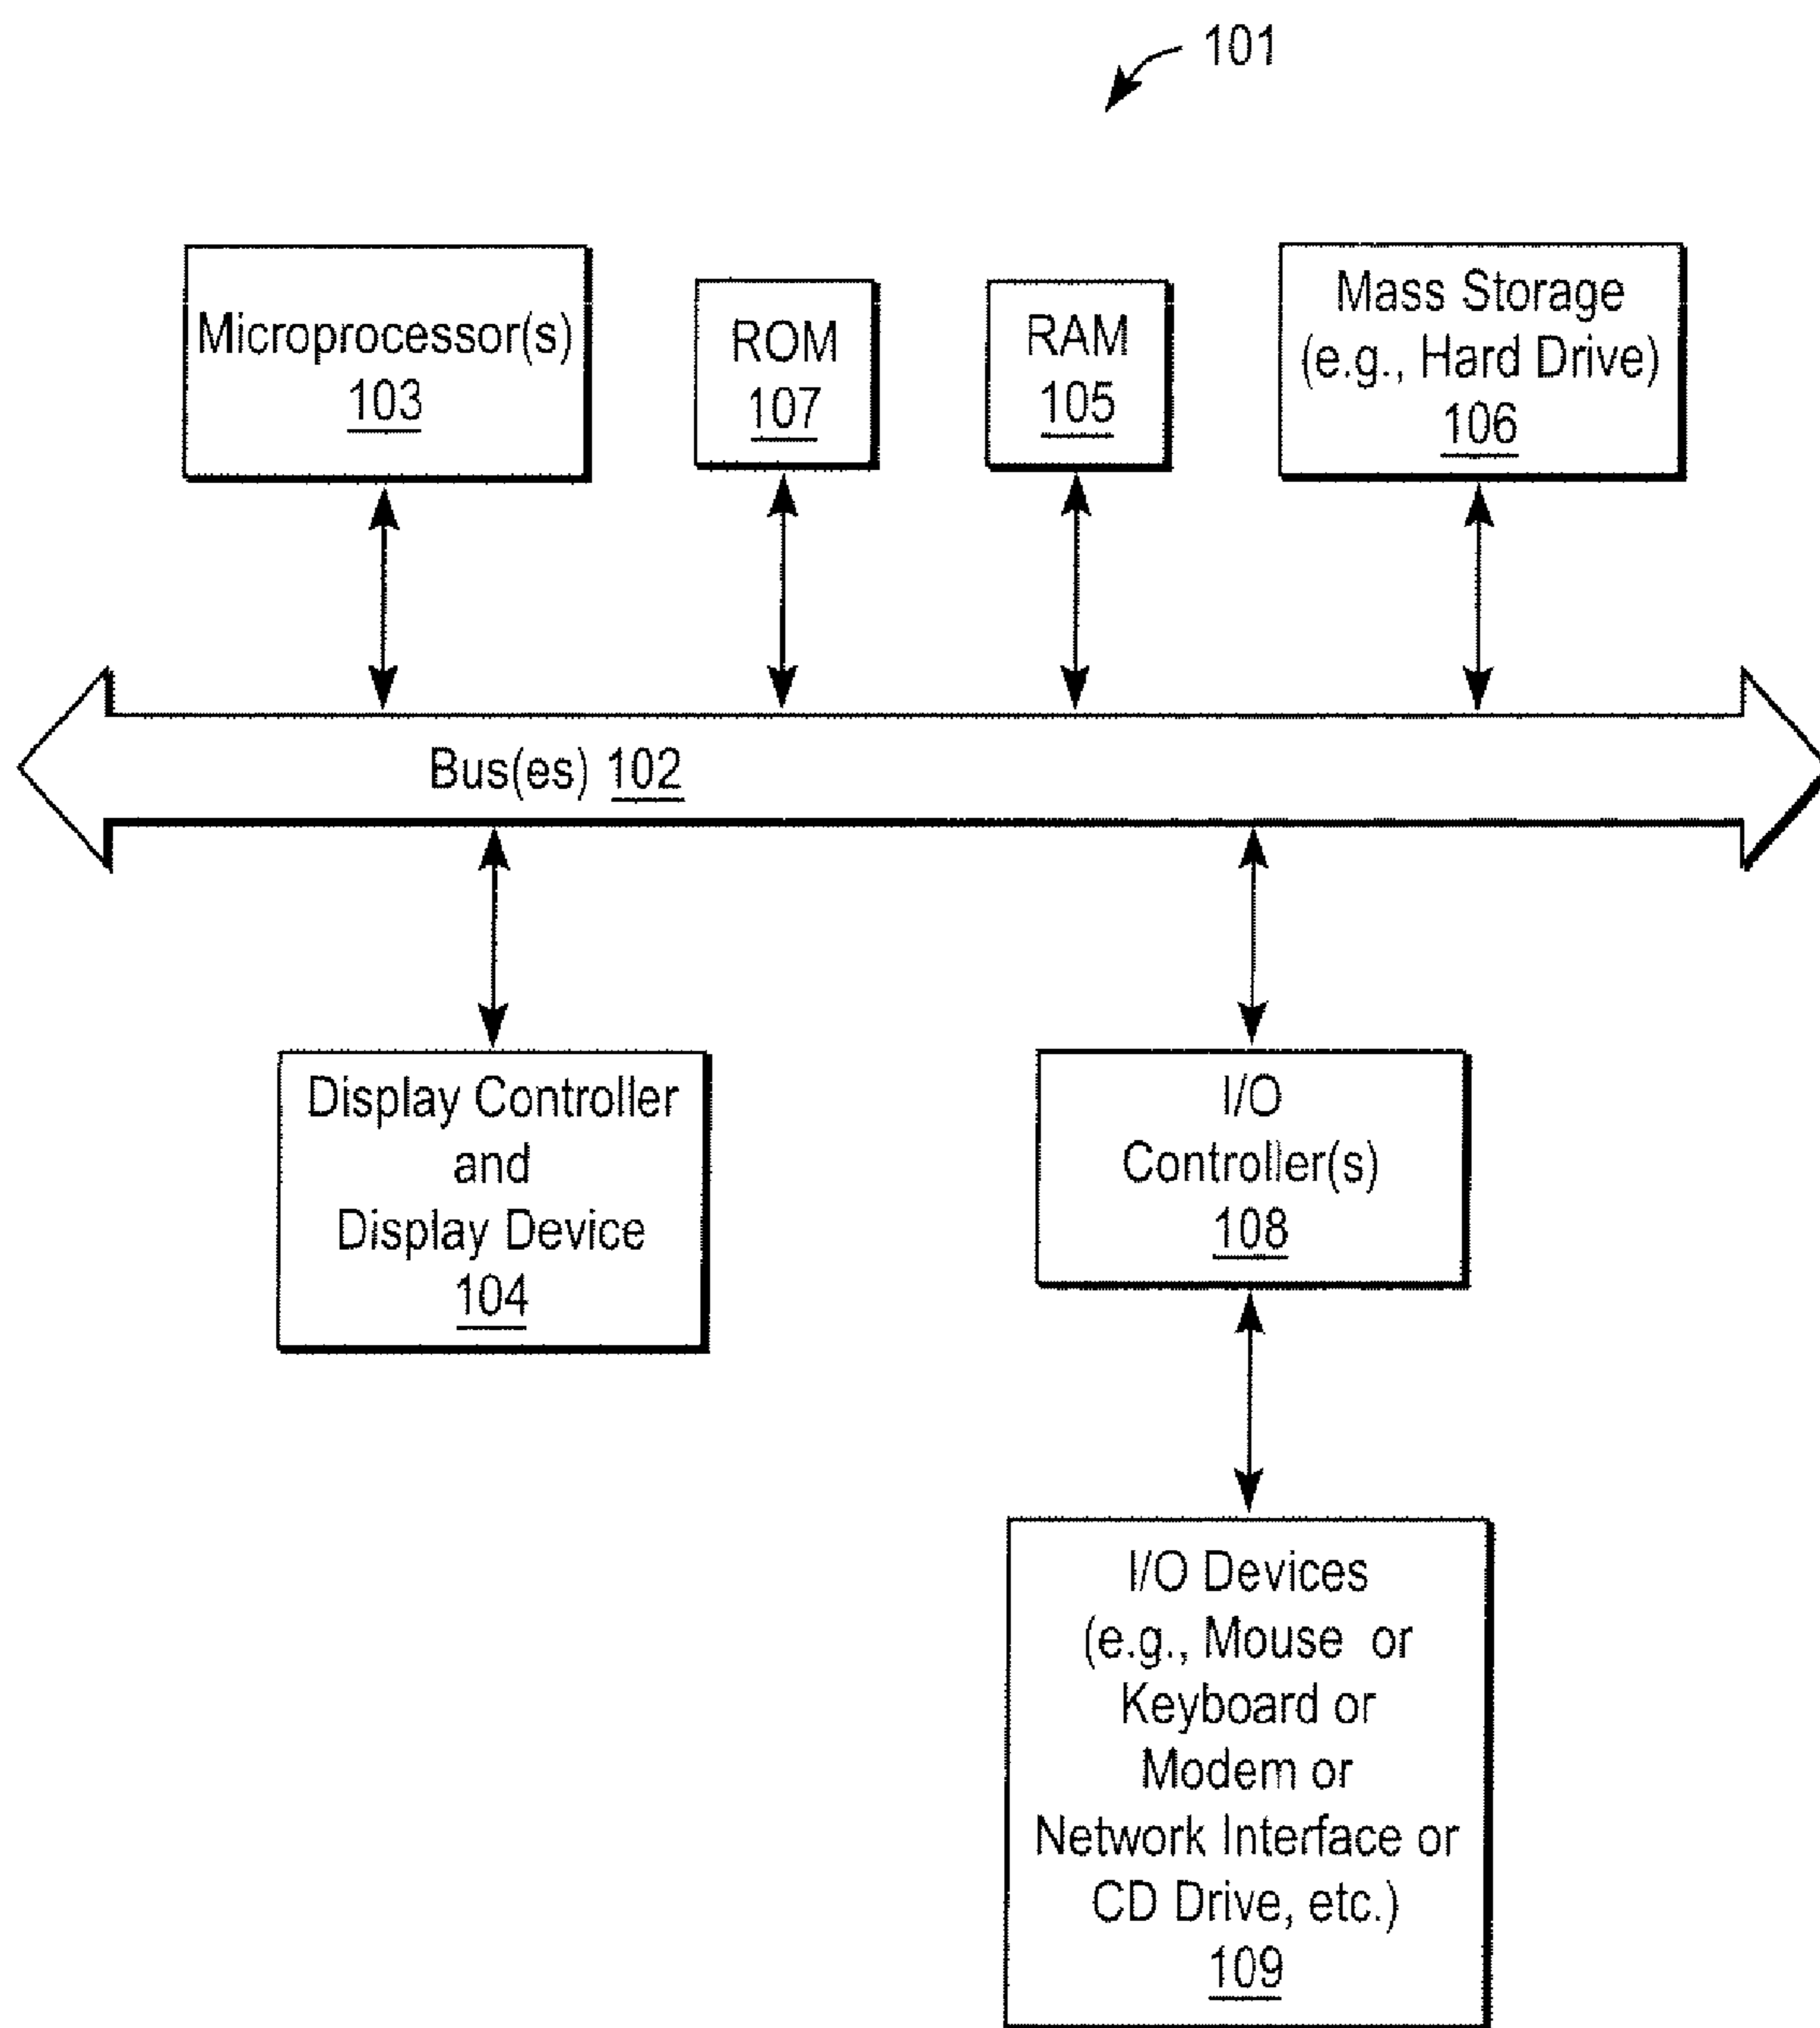 101
Microprocessor(s)
103
ROM
107
RAM
105
Mass Storage
(e.g., Hard Drive)
106
Bus(es) 102
Display Controller
and
Display Device
104
I/O
Controller(s)
108
I/O Devices
(e.g., Mouse or
Keyboard or
Modem or
Network Interface or
CD Drive, etc.)
109